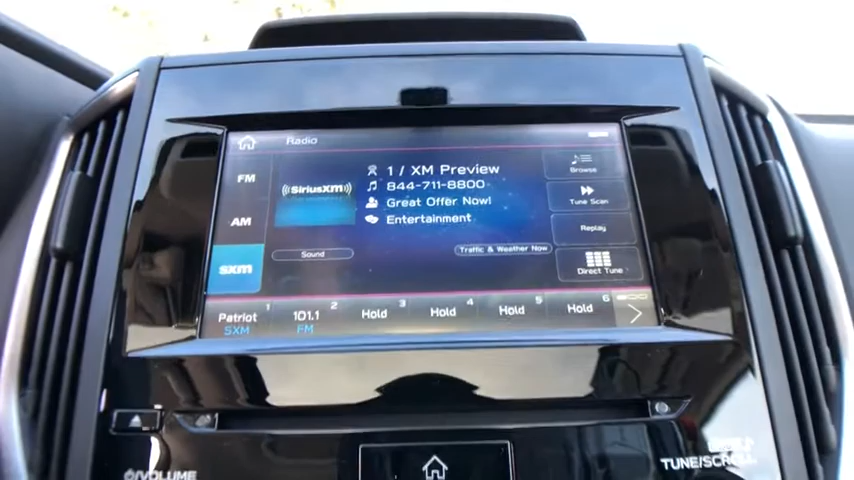 Radio
FM
AM
SXM
((SiriusXM))
1 / XM Preview
844-711-8800
Great Offer Now!
Entertainment
Sound
Traffic & Weather Now
Browse
Tune Scan
Replay
Direct Tune
1
Patriot
SXM
2
101.1
FM
3
Hold
4
Hold
5
Hold
6
Hold
VOLUME
TUNE/SCROLL